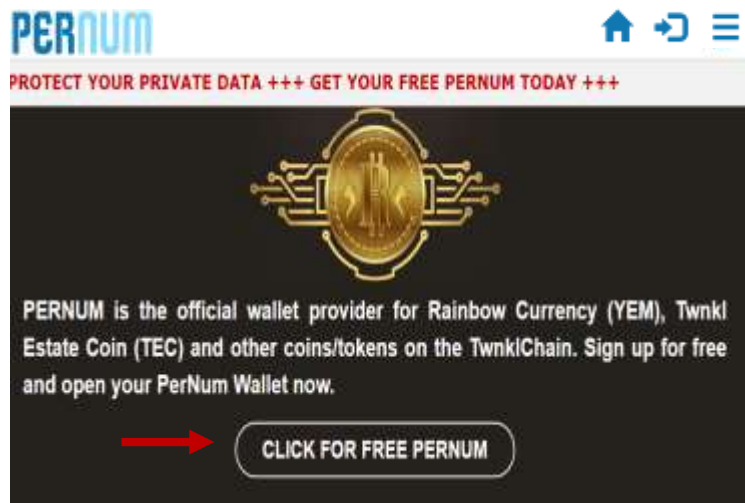 PERNUM
PROTECT YOUR PRIVATE DATA +++ GET YOUR FREE PERNUM TODAY +++
PERNUM is the official wallet provider for Rainbow Currency (YEM), Twnkl
Estate Coin (TEC) and other coins/tokens on the TwnklChain. Sign up for free
and open your PerNum Wallet now.
CLICK FOR FREE PERNUM